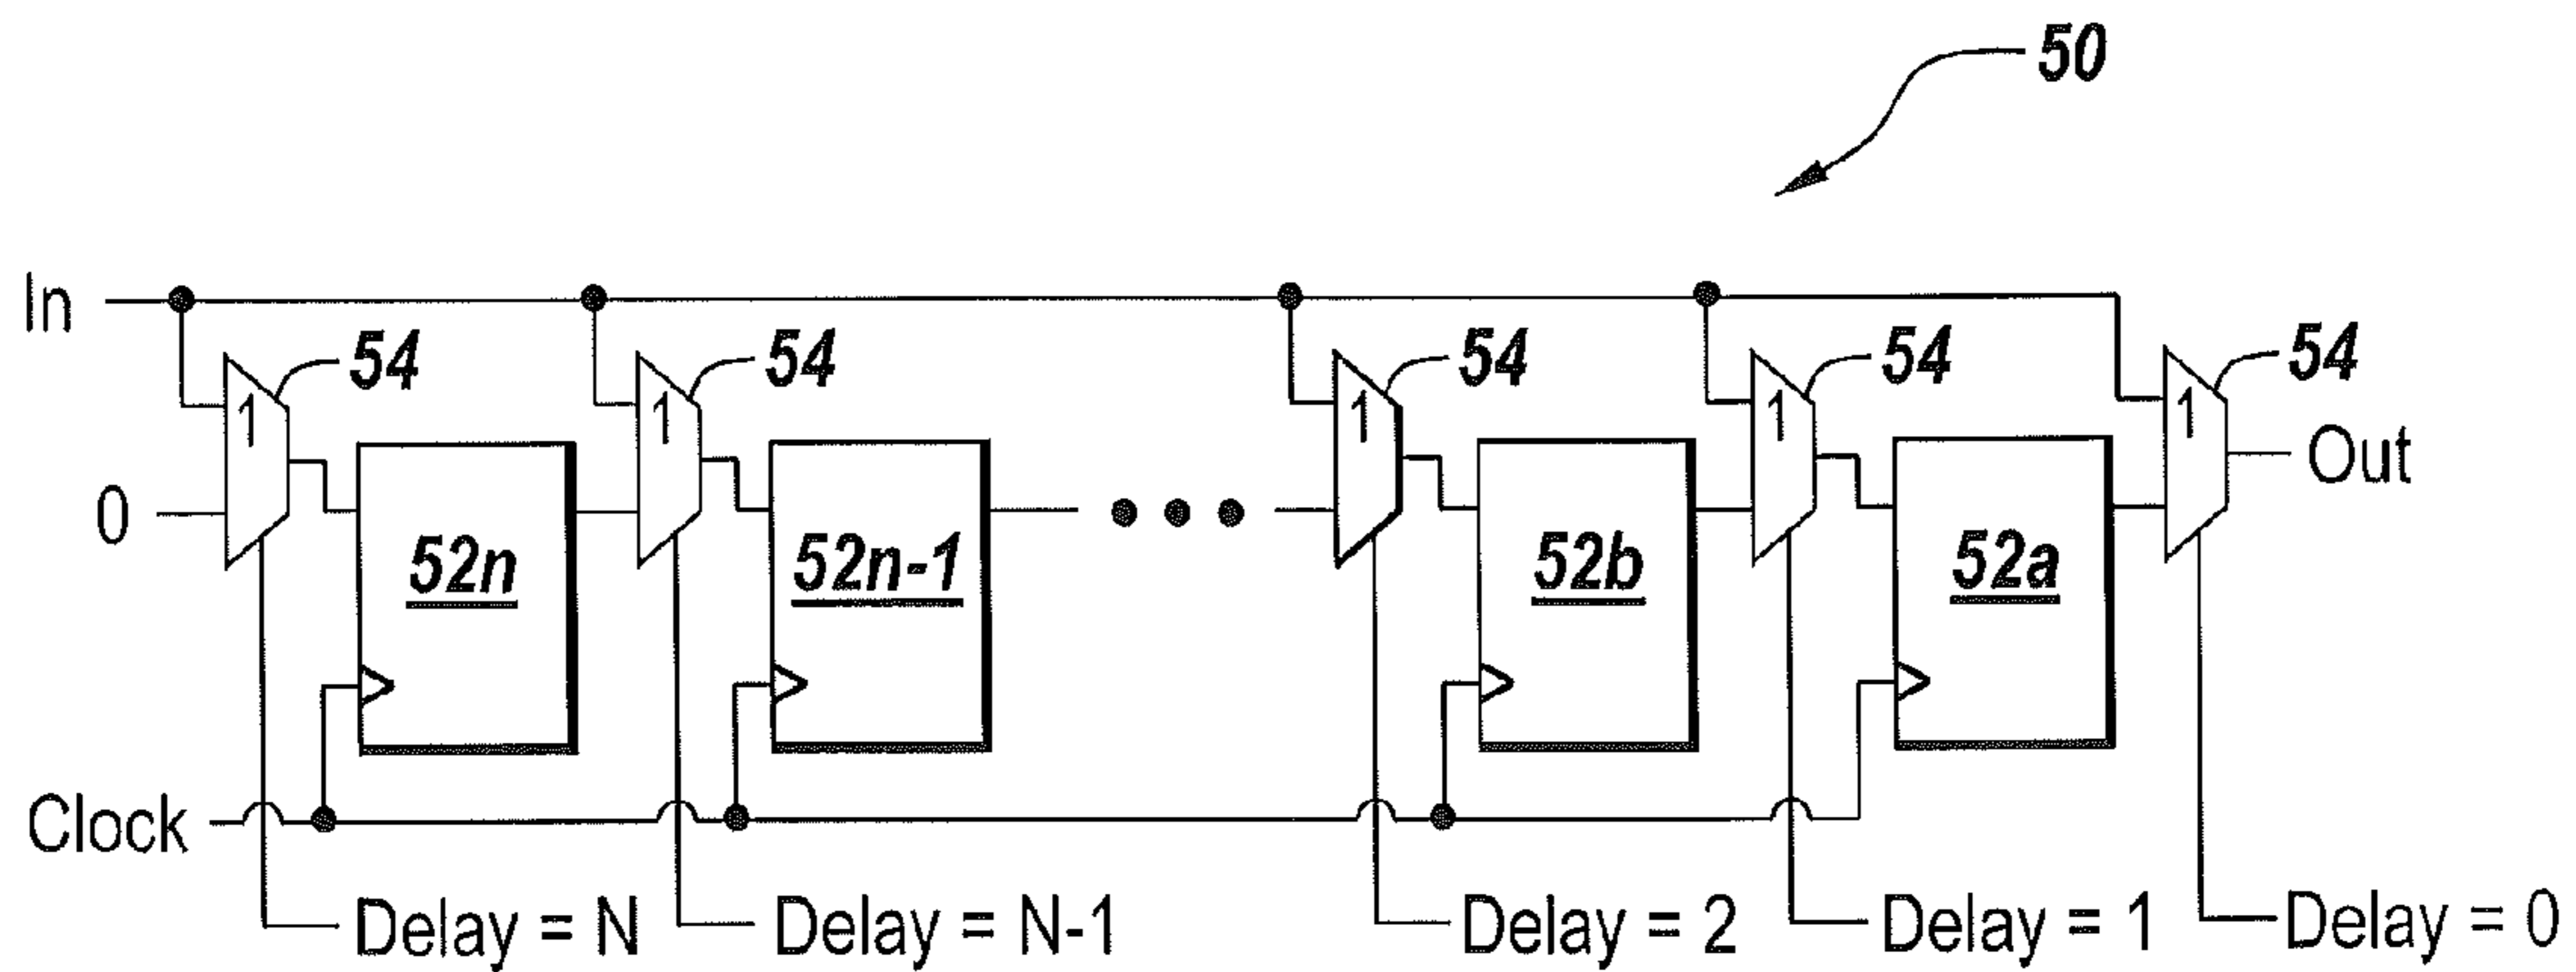 50
In
54 54 54 54 54
1 1 1 1 1
Out
0
52n 52n-1 52b 52a
Clock
Delay = N Delay = N-1 Delay = 2 Delay = 1 Delay = 0